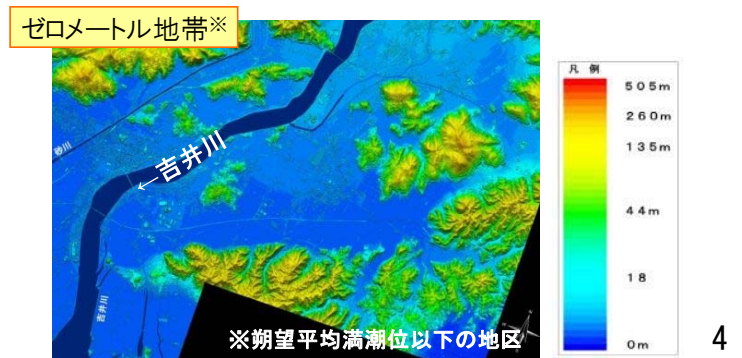 ゼロメートル地帯※
砂川
←吉井川
吉井川
※朔望平均満潮位以下の地区
凡 例
505m
260m
135m
44m
18
0m
4